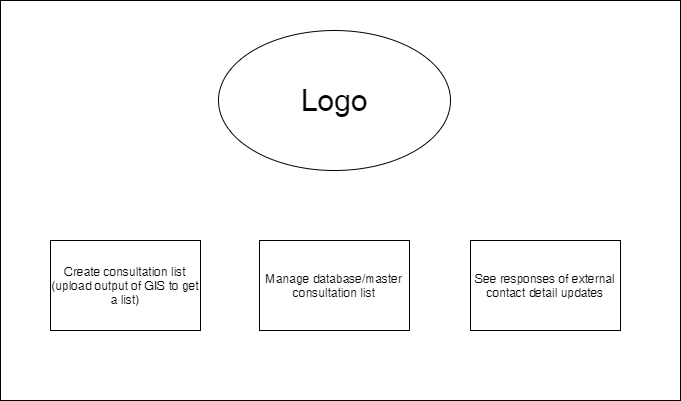 Logo
Create consultation list
(upload output of GIS to get
a list)
Manage database/master
consultation list
See responses of external
contact detail updates